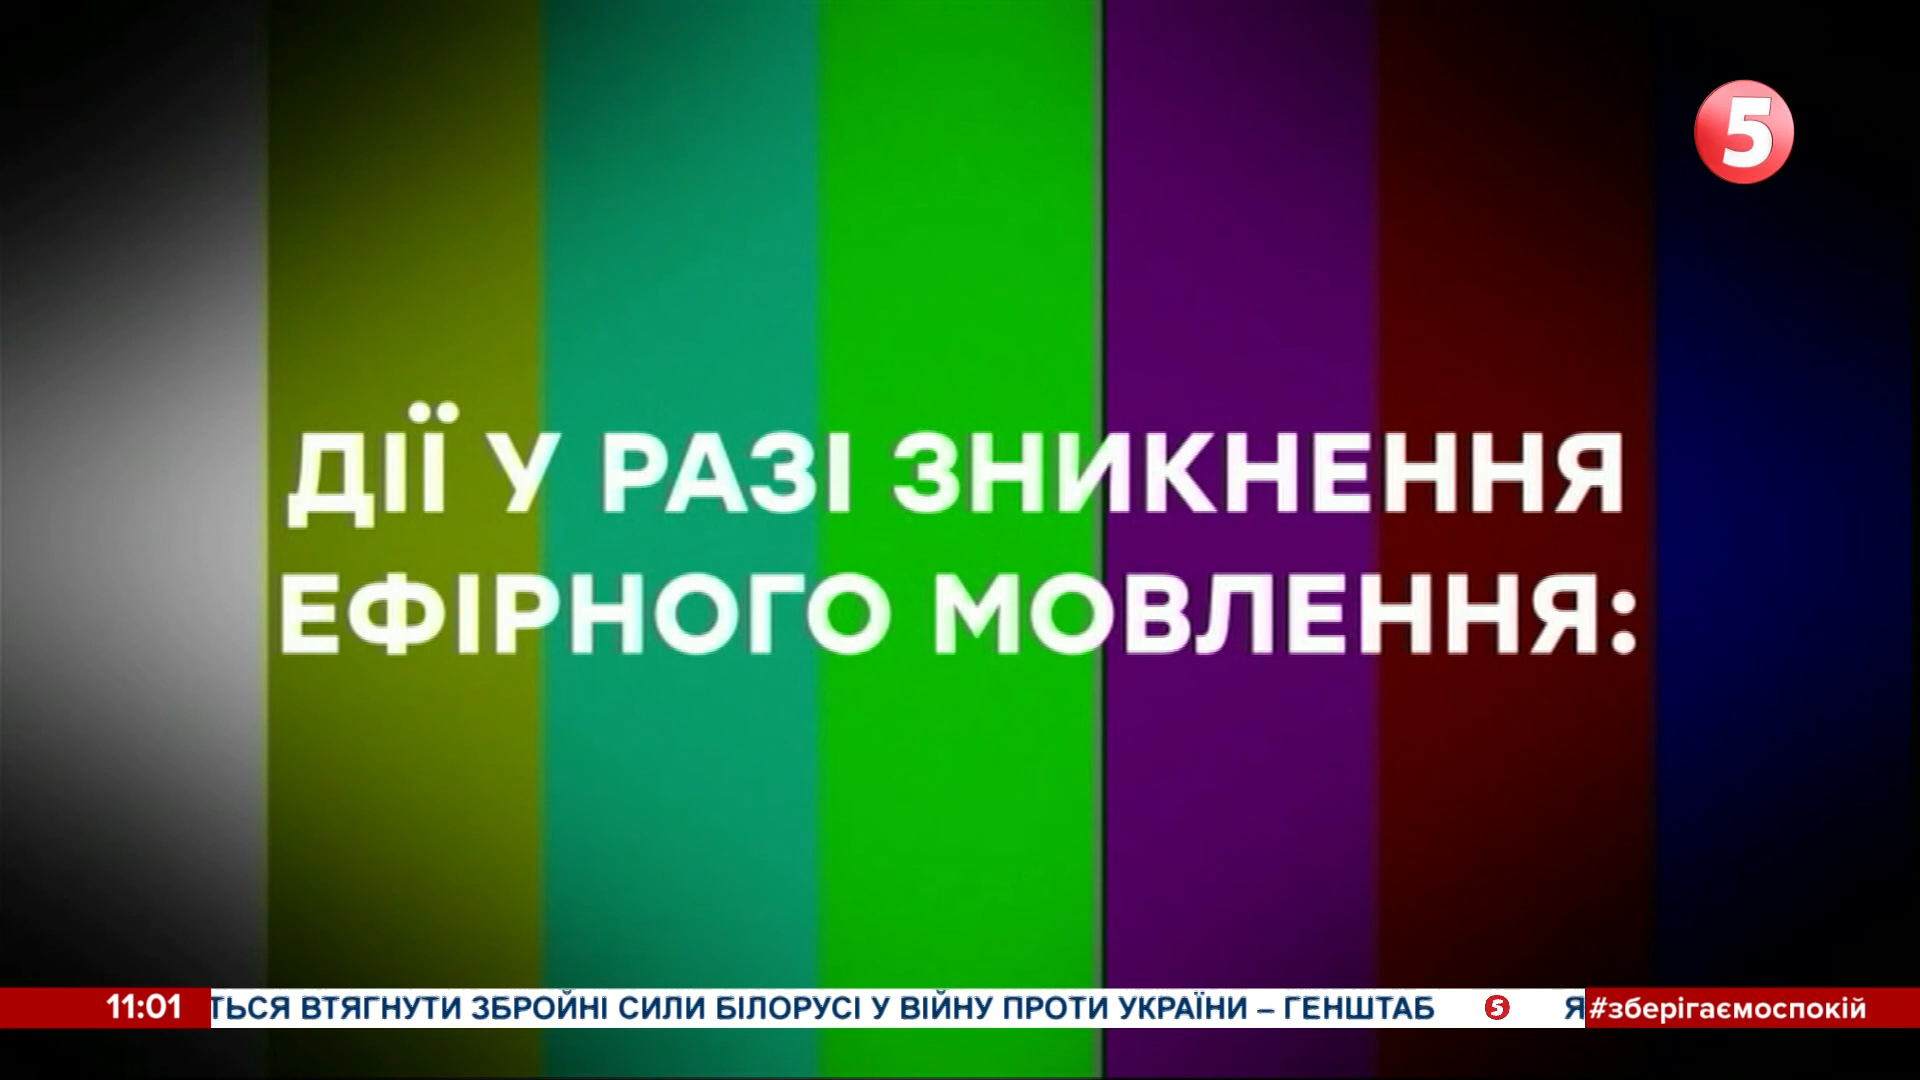 5
ДІЇ У РАЗІ ЗНИКНЕННЯ
ЕФІРНОГО МОВЛЕННЯ:
11:01 ТЬСЯ ВТЯГНУТИ ЗБРОЙНІ СИЛИ БІЛОРУСІ У ВІЙНУ ПРОТИ УКРАЇНИ – ГЕНШТАБ 5 Я #зберігаємоспокій